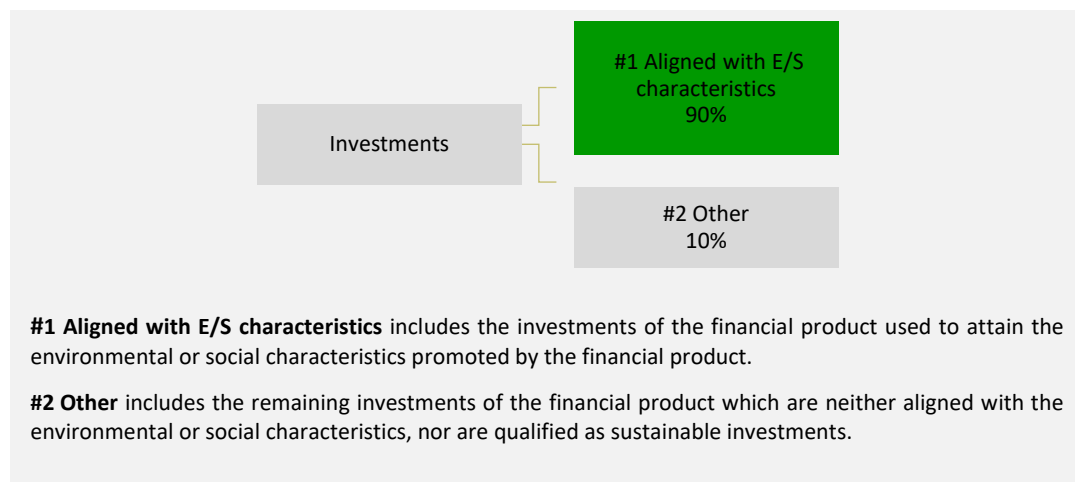 #1 Aligned with E/S
characteristics
90%
Investments
#2 Other
10%
#1 Aligned with E/S characteristics includes the investments of the financial product used to attain the
environmental or social characteristics promoted by the financial product.
#2 Other includes the remaining investments of the financial product which are neither aligned with the
environmental or social characteristics, nor are qualified as sustainable investments.